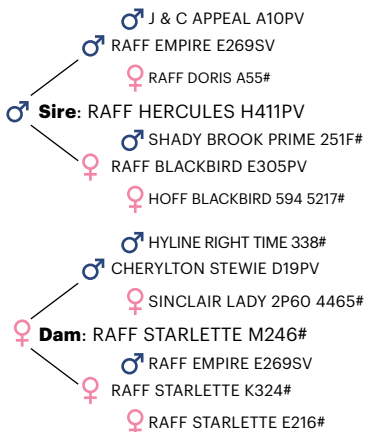 J & C APPEAL A10PV
RAFF EMPIRE E269SV
RAFF DORIS A55#
Sire: RAFF HERCULES H411PV
SHADY BROOK PRIME 251F#
RAFF BLACKBIRD E305PV
HOFF BLACKBIRD 594 5217#
HYLINE RIGHT TIME 338#
CHERYLTON STEWIE D19PV
SINCLAIR LADY 2P60 4465#
Dam: RAFF STARLETTE M246#
RAFF EMPIRE E269SV
RAFF STARLETTE K324#
RAFF STARLETTE E216#